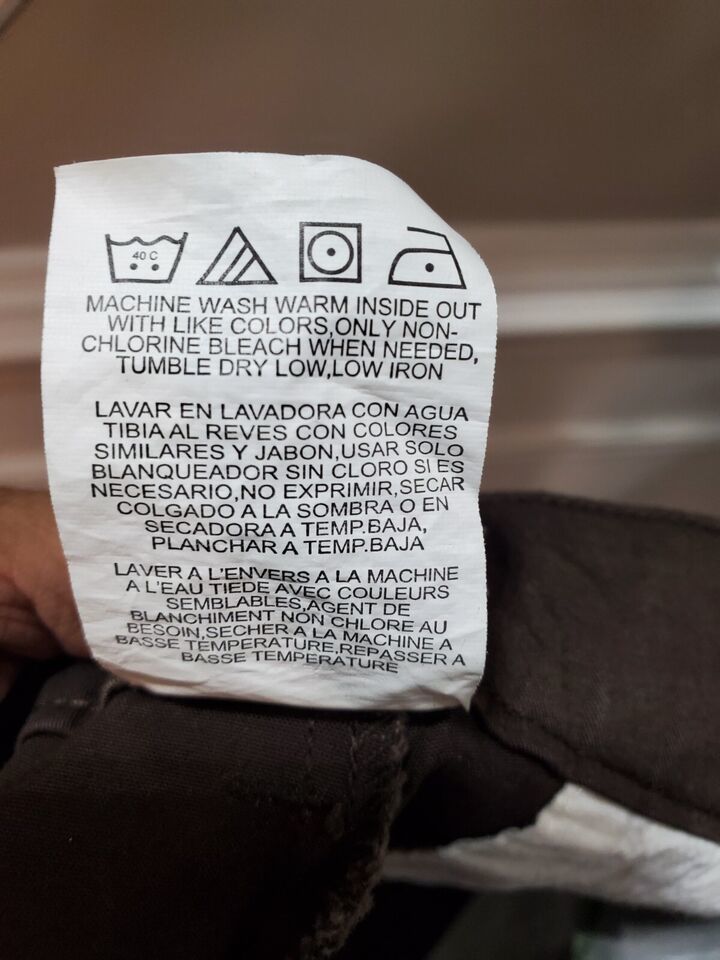 40 C
MACHINE WASH WARM INSIDE OUT
WITH LIKE COLORS,ONLY NON-
CHLORINE BLEACH WHEN NEEDED,
TUMBLE DRY LOW,LOW IRON
LAVAR EN LAVADORA CON AGUA
TIBIA AL REVES CON COLORES
SIMILARES Y JABON,USAR SOLO
BLANQUEADOR SIN CLORO SI ES
NECESARIO,NO EXPRIMIR,SECAR
COLGADO A LA SOMBRA O EN
SECADORA A TEMP.BAJA,
PLANCHAR A TEMP.BAJA
LAVER A L'ENVERS A LA MACHINE
A L'EAU TIEDE AVEC COULEURS
SEMBLABLES,AGENT DE
BLANCHIMENT NON CHLORE AU
BESOIN,SECHER A LA MACHINE A
BASSE TEMPERATURE,REPASSER A
BASSE TEMPERATURE